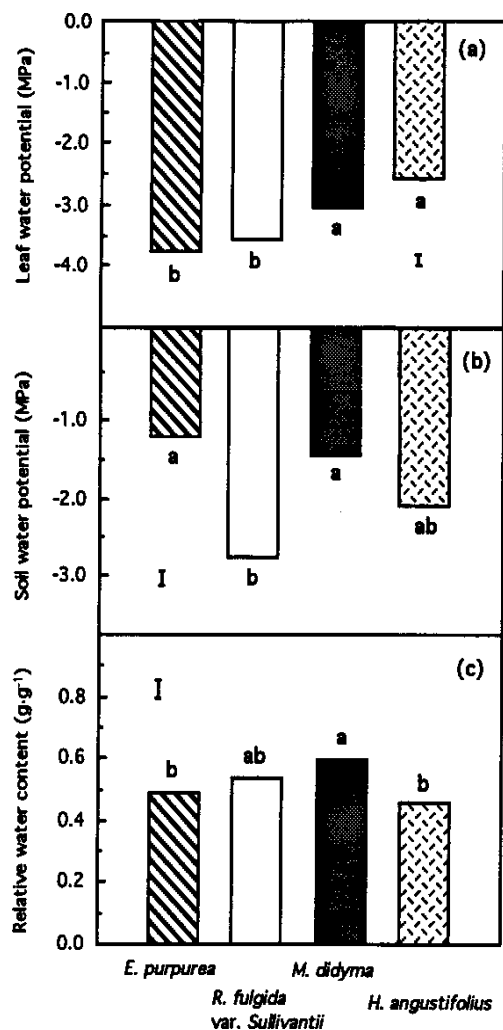 0.0
(a)
-1.0
-2.0
-3.0
-4.0
Leaf water potential (MPa)
b
b
a
a
(b)
-1.0
-2.0
-3.0
Soil water potential (MPa)
a
b
a
ab
(c)
0.8
0.6
0.4
0.2
0.0
Relative water content (g·g⁻¹)
b
ab
a
b
E. purpurea
M. didyma
R. fulgida
var. Sullivantii
H. angustifolius